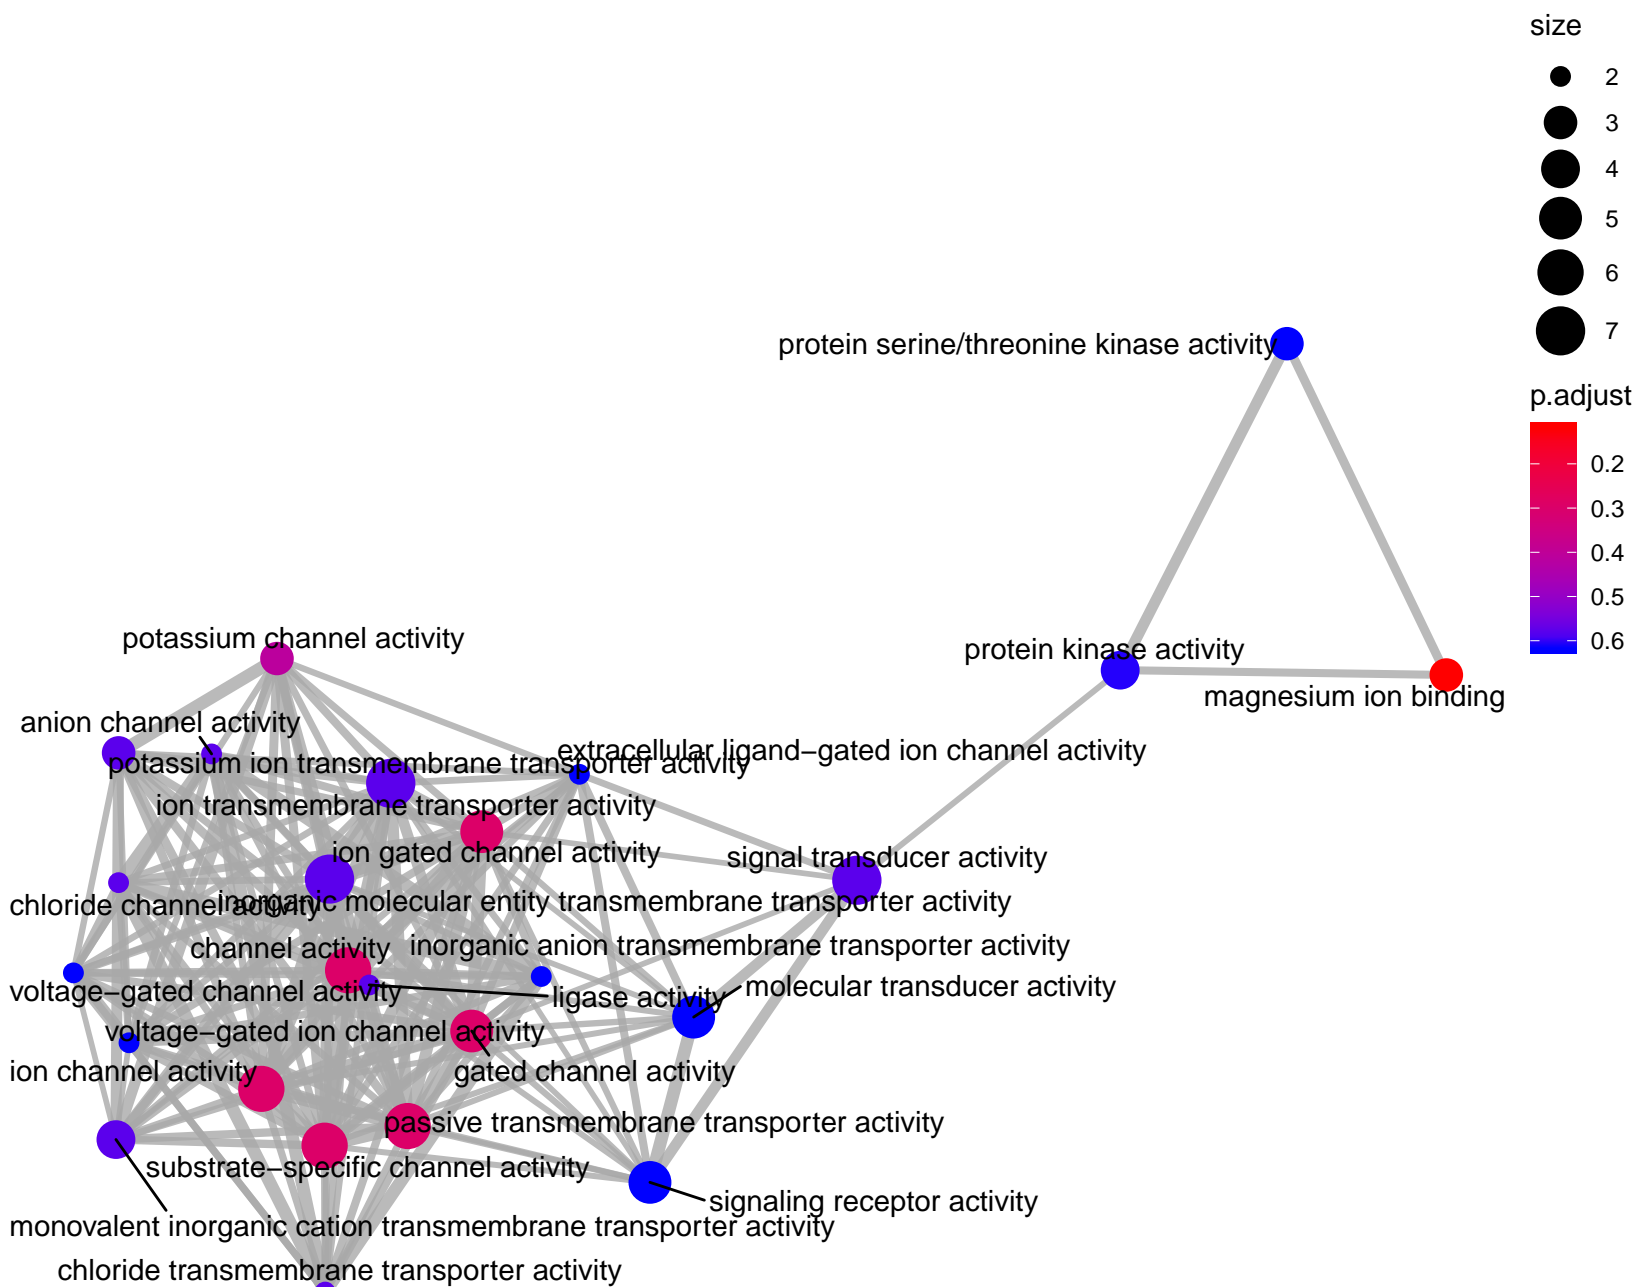 size
2
3
4
5
6
7
p.adjust
0.2
0.3
0.4
0.5
0.6
protein serine/threonine kinase activity
potassium channel activity
protein kinase activity
magnesium ion binding
anion channel activity
extracellular ligand−gated ion channel activity
potassium ion transmembrane transporter activity
ion transmembrane transporter activity
ion gated channel activity
signal transducer activity
chloride channel activity
inorganic molecular entity transmembrane transporter activity
channel activity
inorganic anion transmembrane transporter activity
voltage−gated channel activity
ligase activity
molecular transducer activity
voltage−gated ion channel activity
ion channel activity
gated channel activity
passive transmembrane transporter activity
substrate−specific channel activity
signaling receptor activity
monovalent inorganic cation transmembrane transporter activity
chloride transmembrane transporter activity